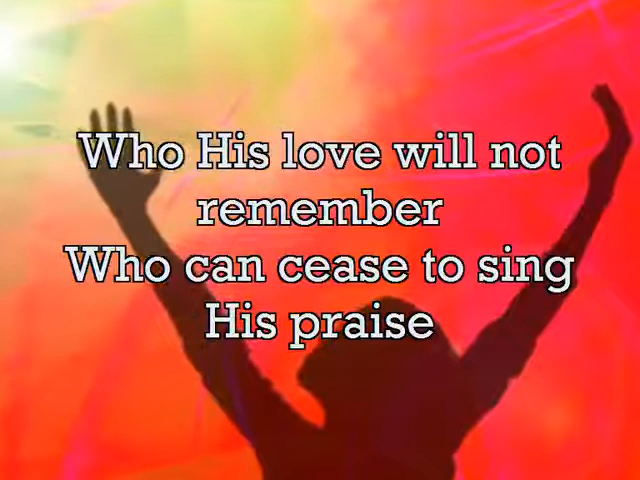 Who His love will not
remember
Who can cease to sing
His praise